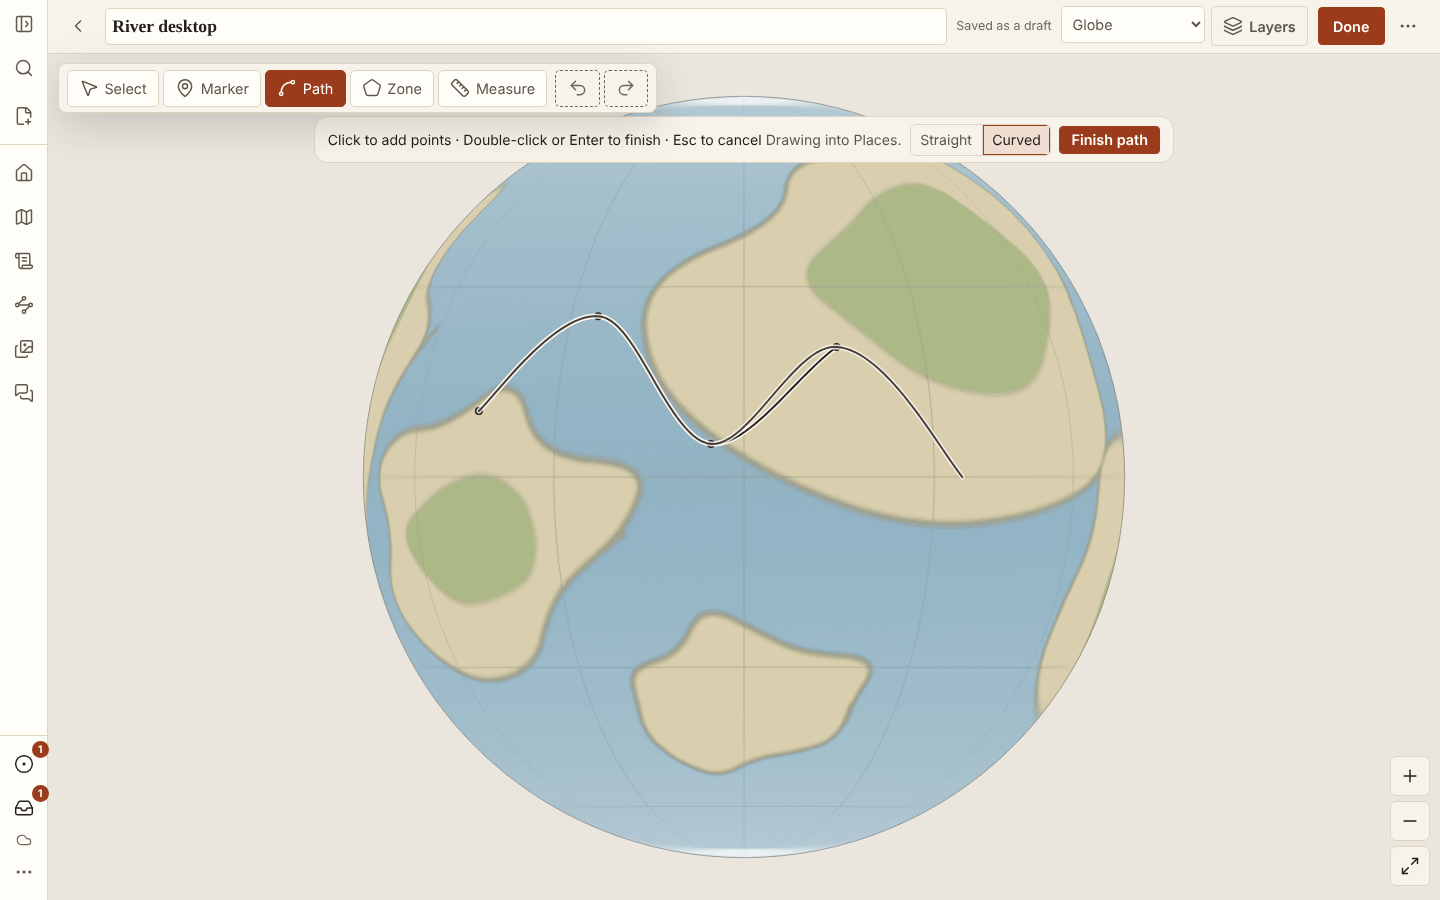 River desktop
Saved as a draft
Globe
Layers
Done
Select
Marker
Path
Zone
Measure
Click to add points · Double-click or Enter to finish · Esc to cancel Drawing into Places.
Straight
Curved
Finish path
1
1